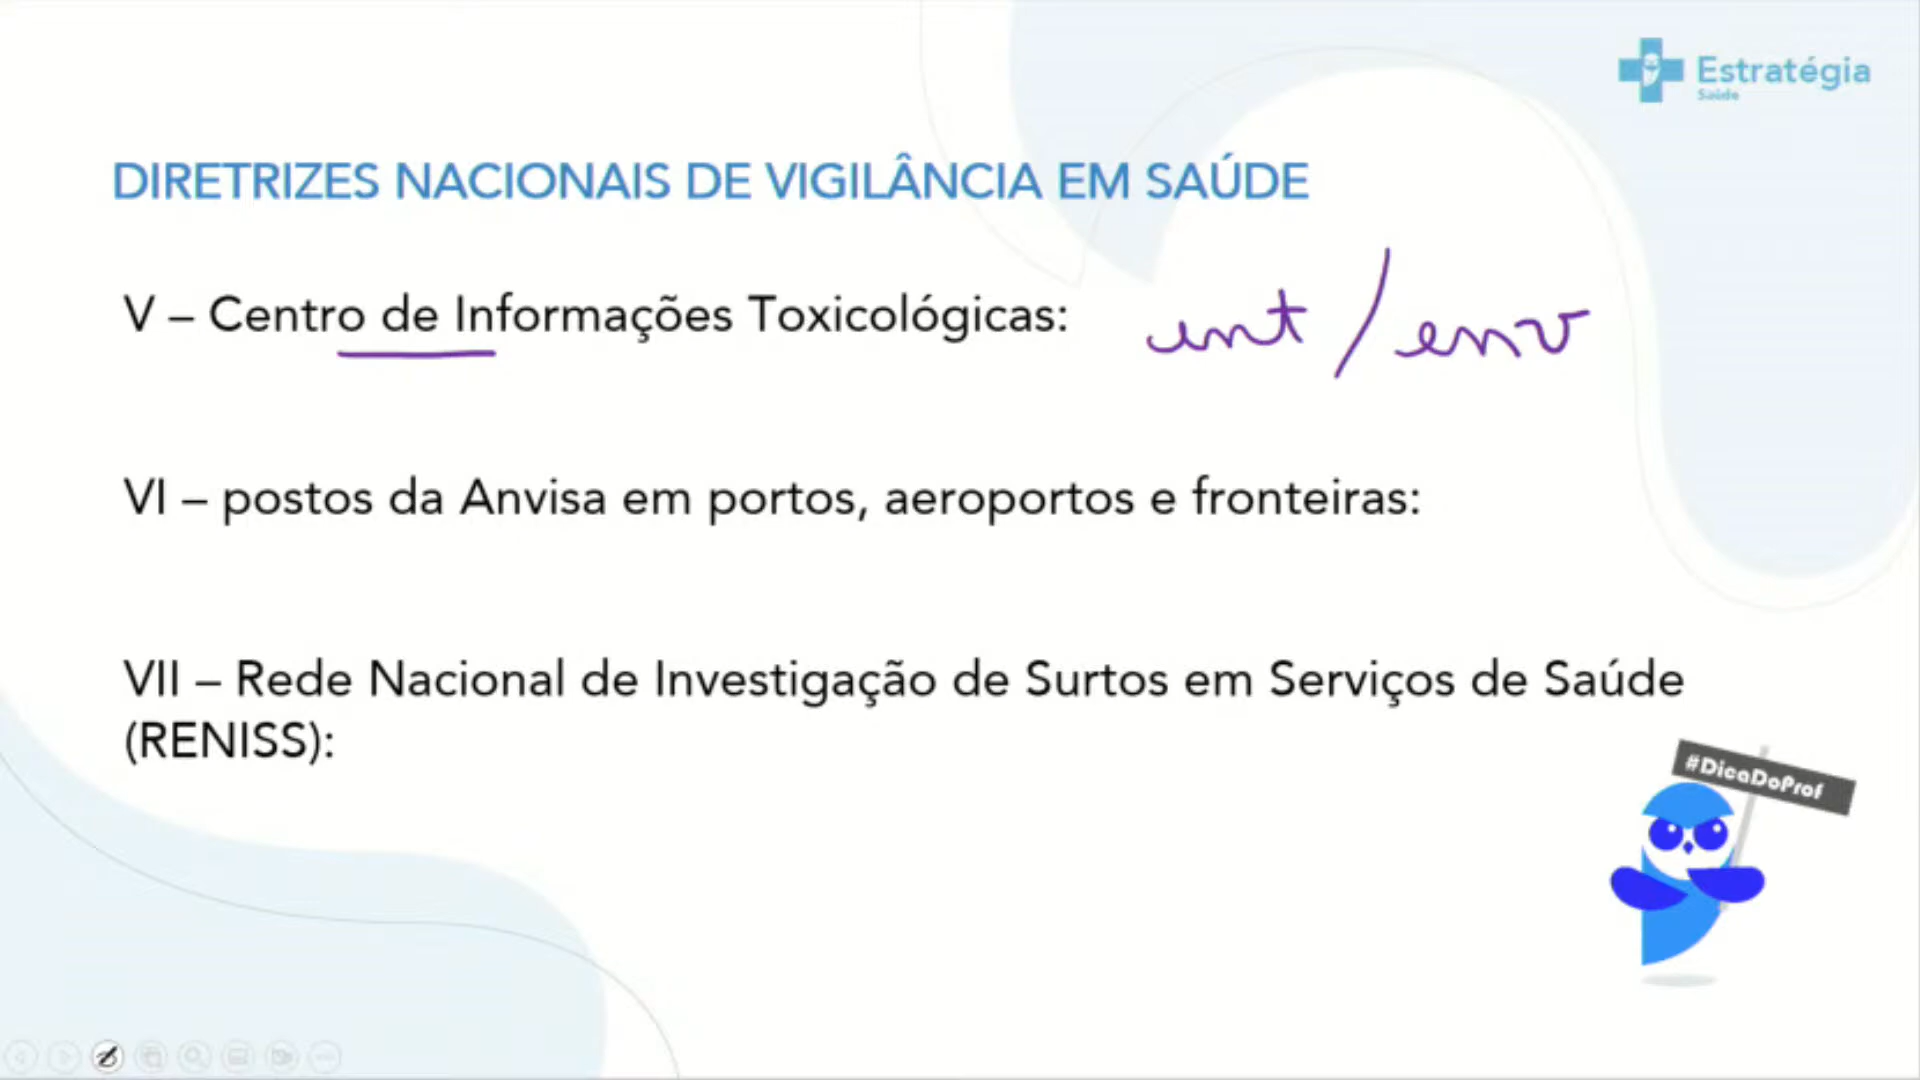 Estratégia
Saúde
DIRETRIZES NACIONAIS DE VIGILÂNCIA EM SAÚDE
V – Centro de Informações Toxicológicas: int / env
VI – postos da Anvisa em portos, aeroportos e fronteiras:
VII – Rede Nacional de Investigação de Surtos em Serviços de Saúde
(RENISS):
#DicaDoProf